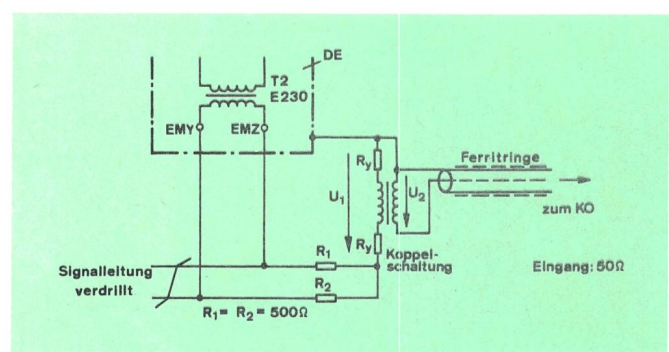 DE
T2
E230
EMY
EMZ
Ry
U1
U2
Ferritringe
zum KO
Ry
Koppel-
schaltung
R1
Eingang: 50Ω
Signalleitung
verdrillt
R2
R1 = R2 = 500Ω